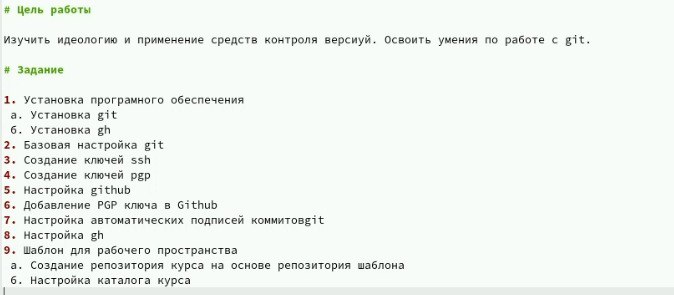 # Цель работы
Изучить идеологию и применение средств контроля версиуй. Освоить умения по работе с git.
# Задание
1. Установка програмного обеспечения
а. Установка git
б. Установка gh
2. Базовая настройка git
3. Создание ключей ssh
4. Создание ключей pgp
5. Настройка github
6. Добавление PGP ключа в Github
7. Настройка автоматических подписей коммитовgit
8. Настройка gh
9. Шаблон для рабочего пространства
а. Создание репозитория курса на основе репозитория шаблона
б. Настройка каталога курса